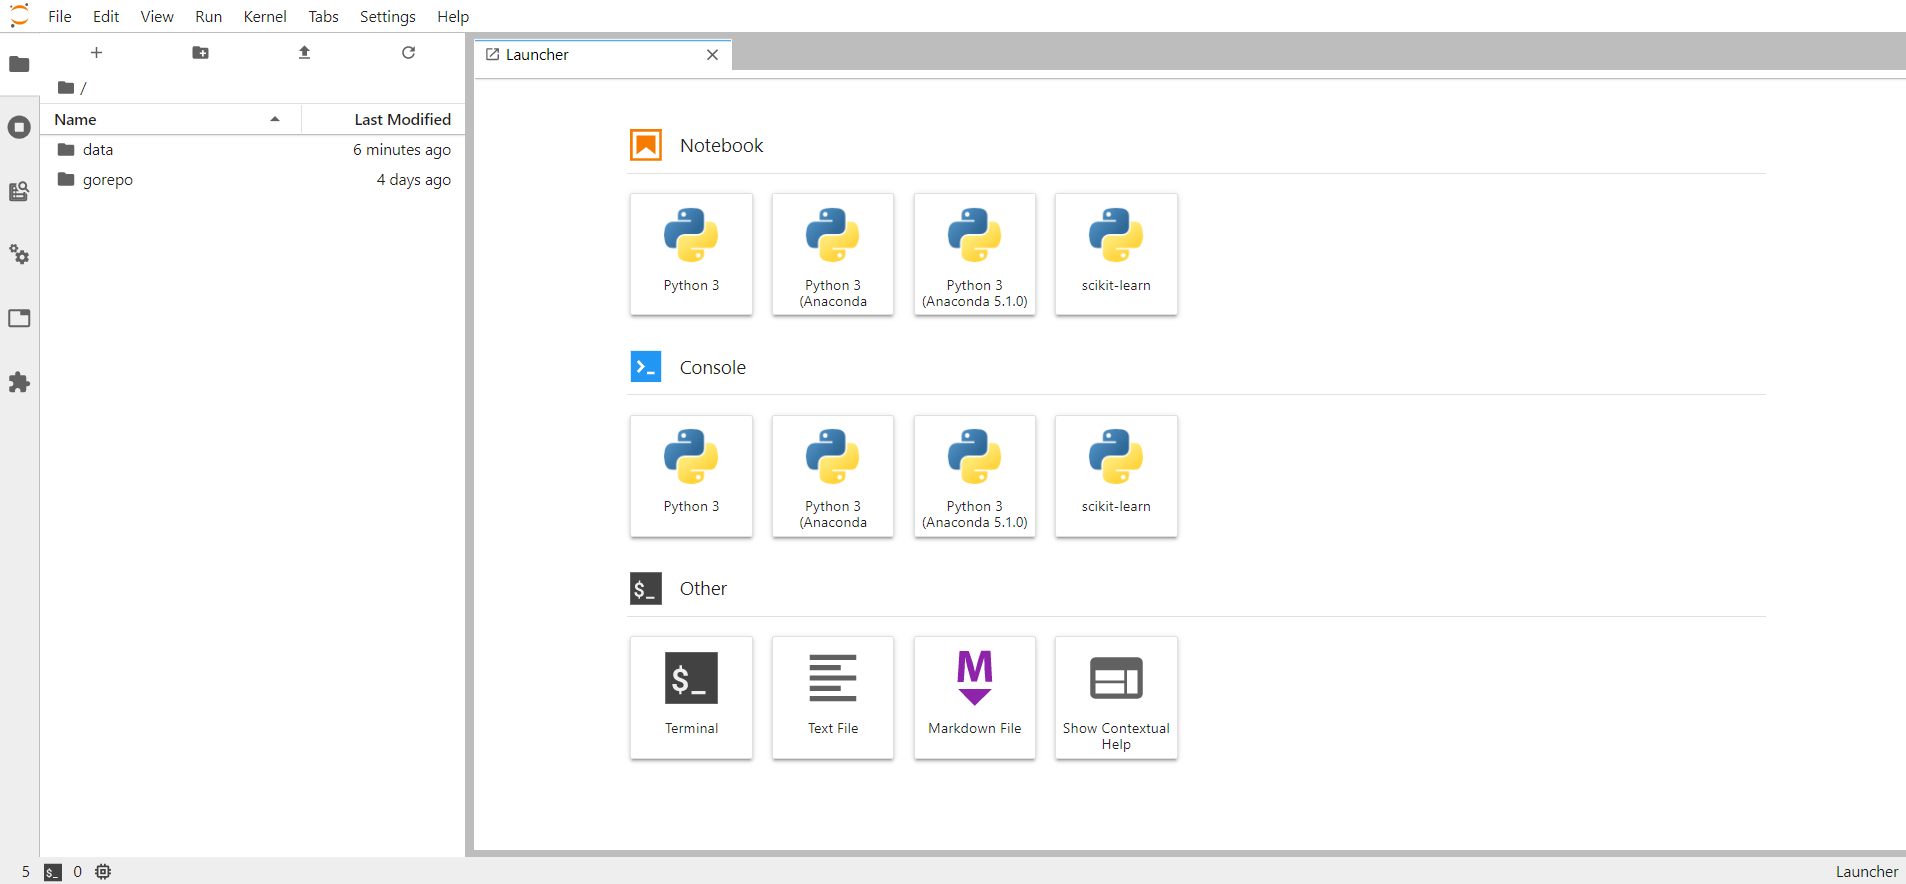 File Edit View Run Kernel Tabs Settings Help
Launcher
/
Name Last Modified
data 6 minutes ago
gorepo 4 days ago
Notebook
Python 3
Python 3
(Anaconda
Python 3
(Anaconda 5.1.0)
scikit-learn
Console
Python 3
Python 3
(Anaconda
Python 3
(Anaconda 5.1.0)
scikit-learn
$_ Other
$_
Terminal
Text File
M
Markdown File
Show Contextual
Help
5 $_ 0 Launcher